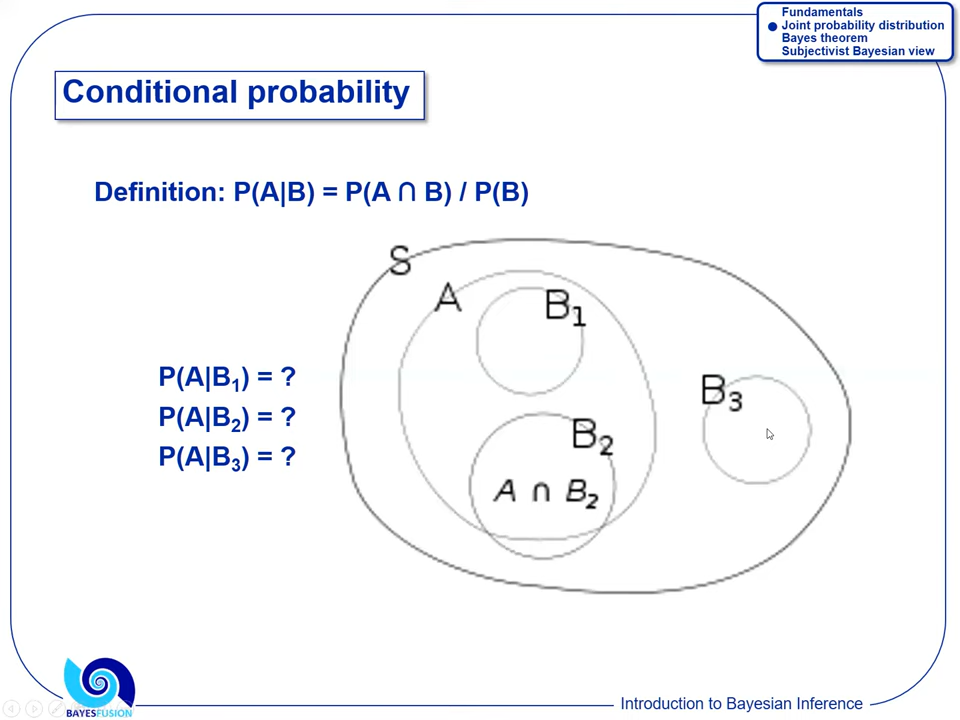 Fundamentals
● Joint probability distribution
Bayes theorem
Subjectivist Bayesian view
Conditional probability
Definition: P(A|B) = P(A ∩ B) / P(B)
S
A
B₁
P(A|B₁) = ?
P(A|B₂) = ?
P(A|B₃) = ?
B₃
B₂
A ∩ B₂
BAYESFUSION
Introduction to Bayesian Inference